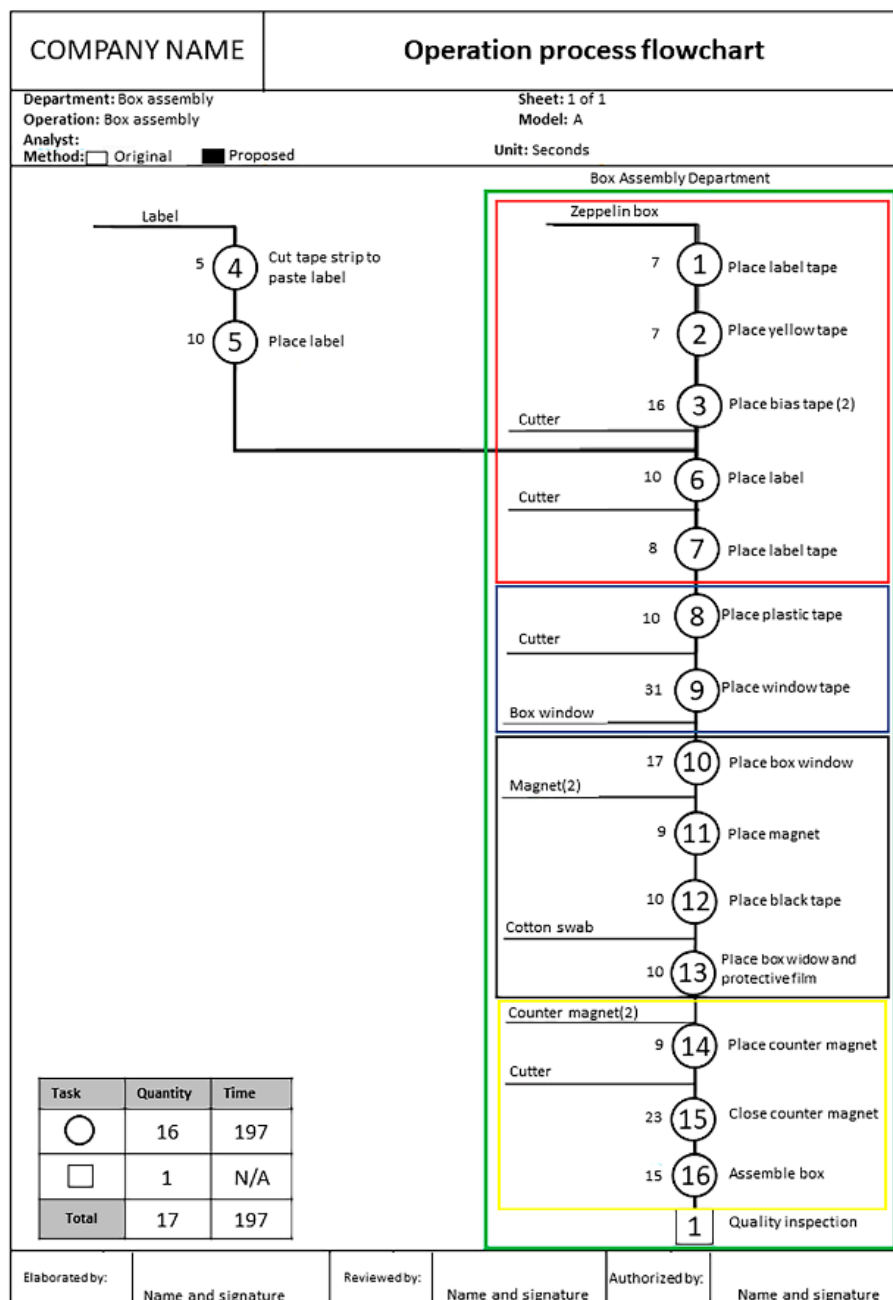 COMPANY NAME
Operation process flowchart
Department: Box assembly
Sheet: 1 of 1
Operation: Box assembly
Model: A
Analyst:
Method: Original Proposed
Unit: Seconds
Box Assembly Department
Label
Zeppelin box
5 4 Cut tape strip to
paste label
7 1 Place label tape
10 5 Place label
7 2 Place yellow tape
16 3 Place bias tape (2)
Cutter
10 6 Place label
Cutter
8 7 Place label tape
10 8 Place plastic tape
Cutter
31 9 Place window tape
Box window
17 10 Place box window
Magnet(2)
9 11 Place magnet
10 12 Place black tape
Cotton swab
10 13 Place box widow and
protective film
Counter magnet(2)
9 14 Place counter magnet
Cutter
23 15 Close counter magnet
15 16 Assemble box
1 Quality inspection
Task Quantity Time
16 197
1 N/A
Total 17 197
Elaborated by: Name and signature
Reviewed by: Name and signature
Authorized by: Name and signature